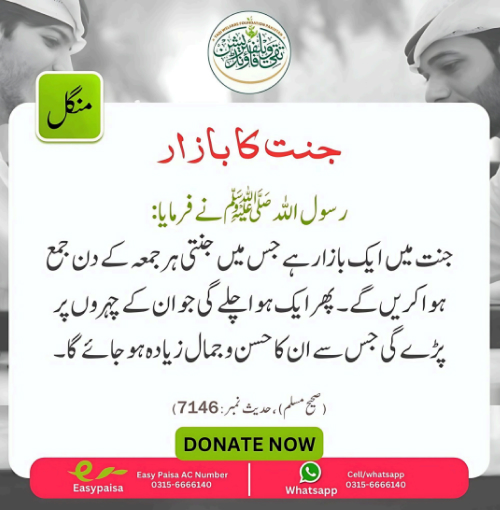 منگل
جنت کا بازار
رسول اللہ ﷺ نے فرمایا:
جنت میں ایک بازار ہے جس میں جنتی ہر جمعہ کے دن جمع
ہوا کریں گے۔ پھر ایک ہوا چلے گی جو ان کے چہروں پر
پڑے گی جس سے ان کا حسن و جمال زیادہ ہو جائے گا۔
(صحیح مسلم)، حدیث نمبر: 7146)
DONATE NOW
Easypaisa
Easy Paisa AC Number
0315-6666140
Whatsapp
Cell/whatsapp
0315-6666140